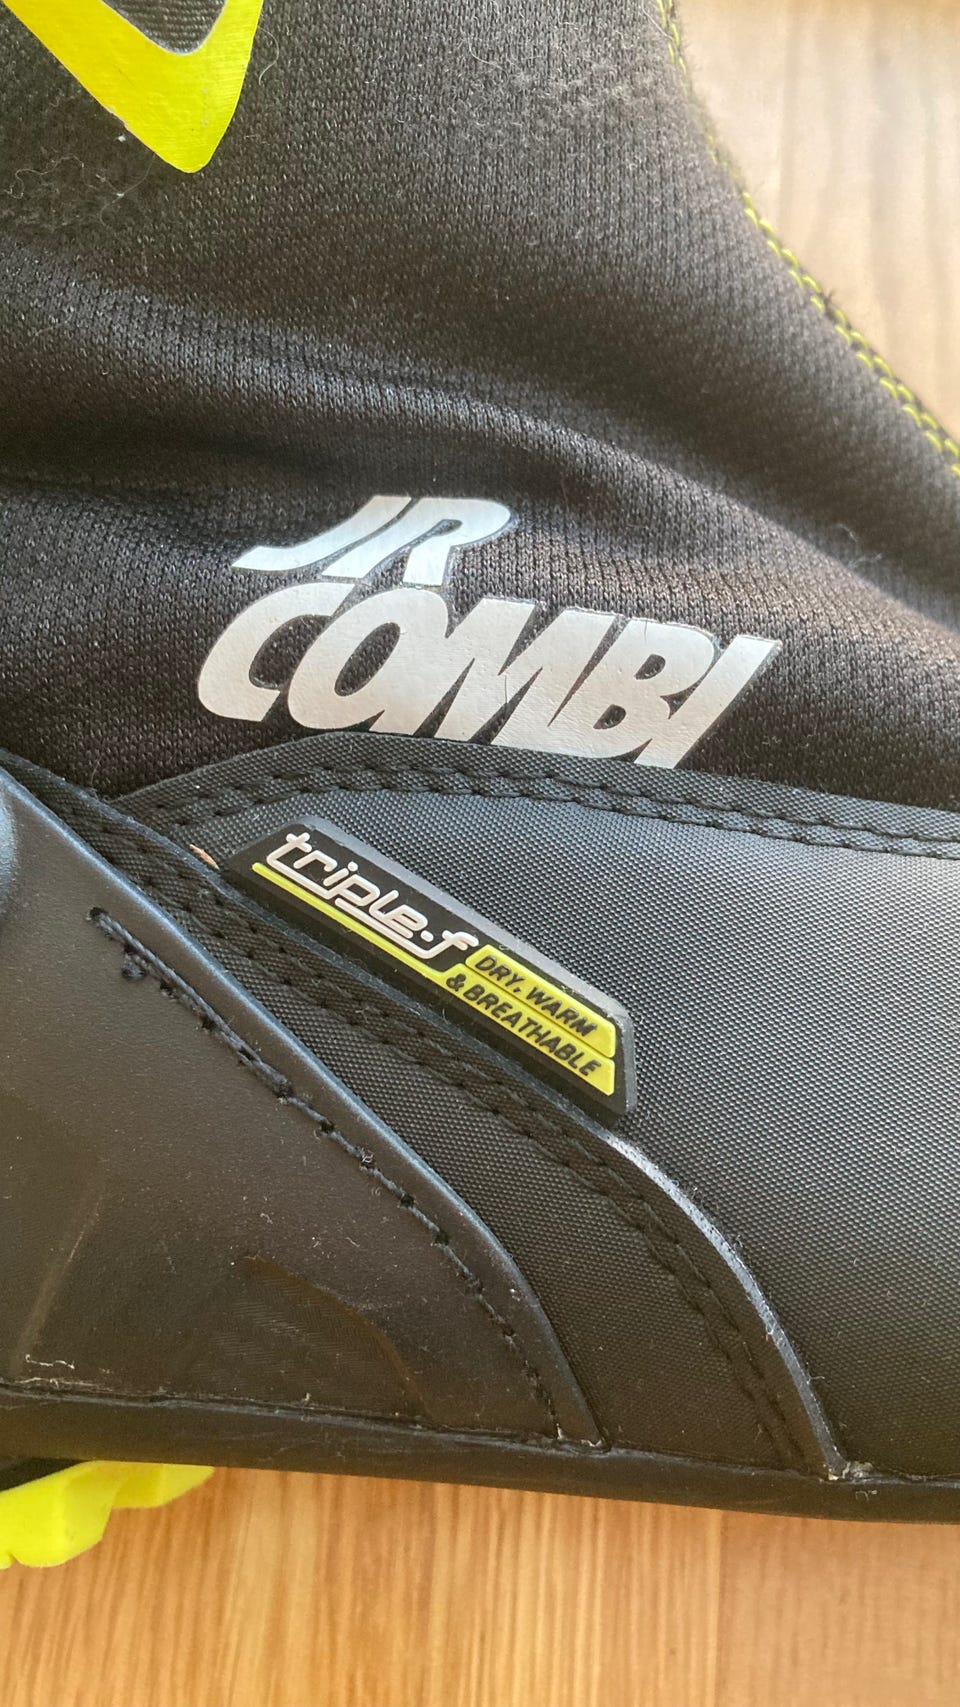 JR
COMBI
triple·f
DRY, WARM
& BREATHABLE